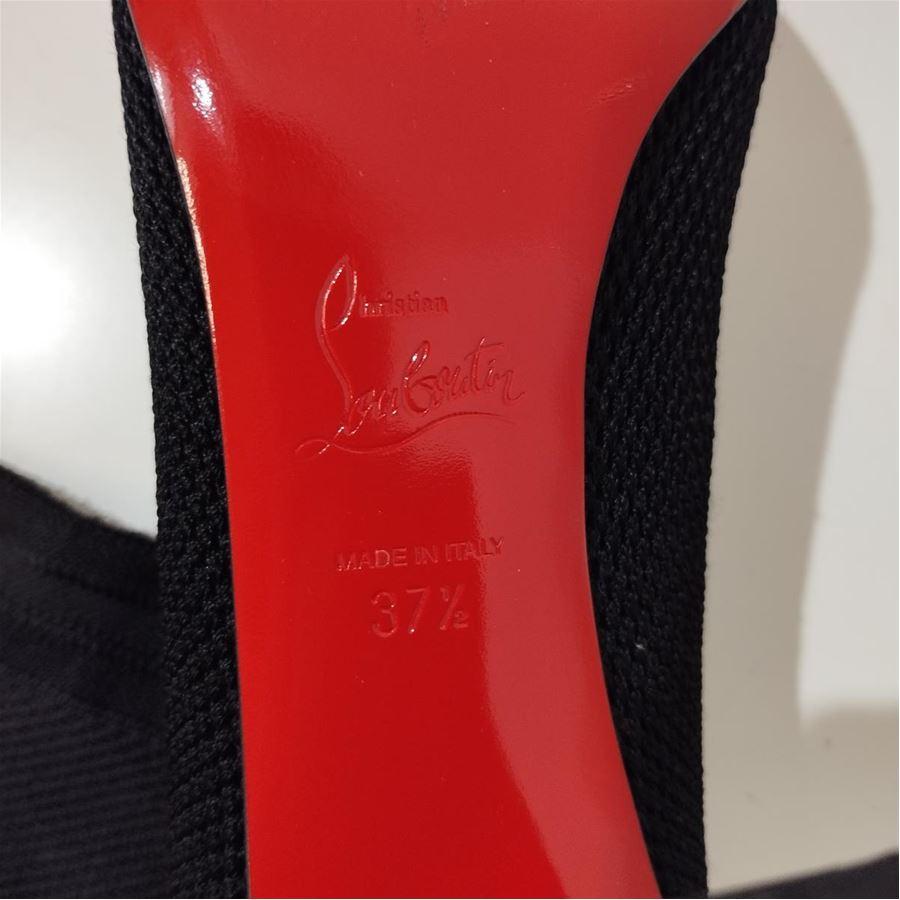 Christian
Louboutin
MADE IN ITALY
37½